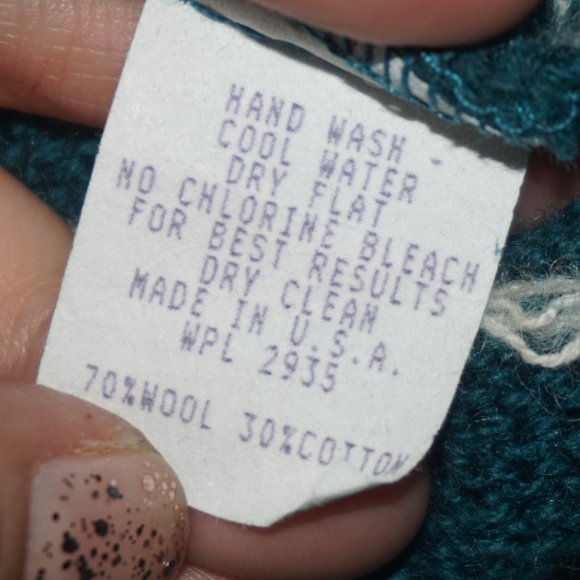 HAND WASH -
COOL WATER
DRY FLAT
NO CHLORINE BLEACH
FOR BEST RESULTS
DRY CLEAN
MADE IN U.S.A.
WPL 2935
70%WOOL 30%COTTON